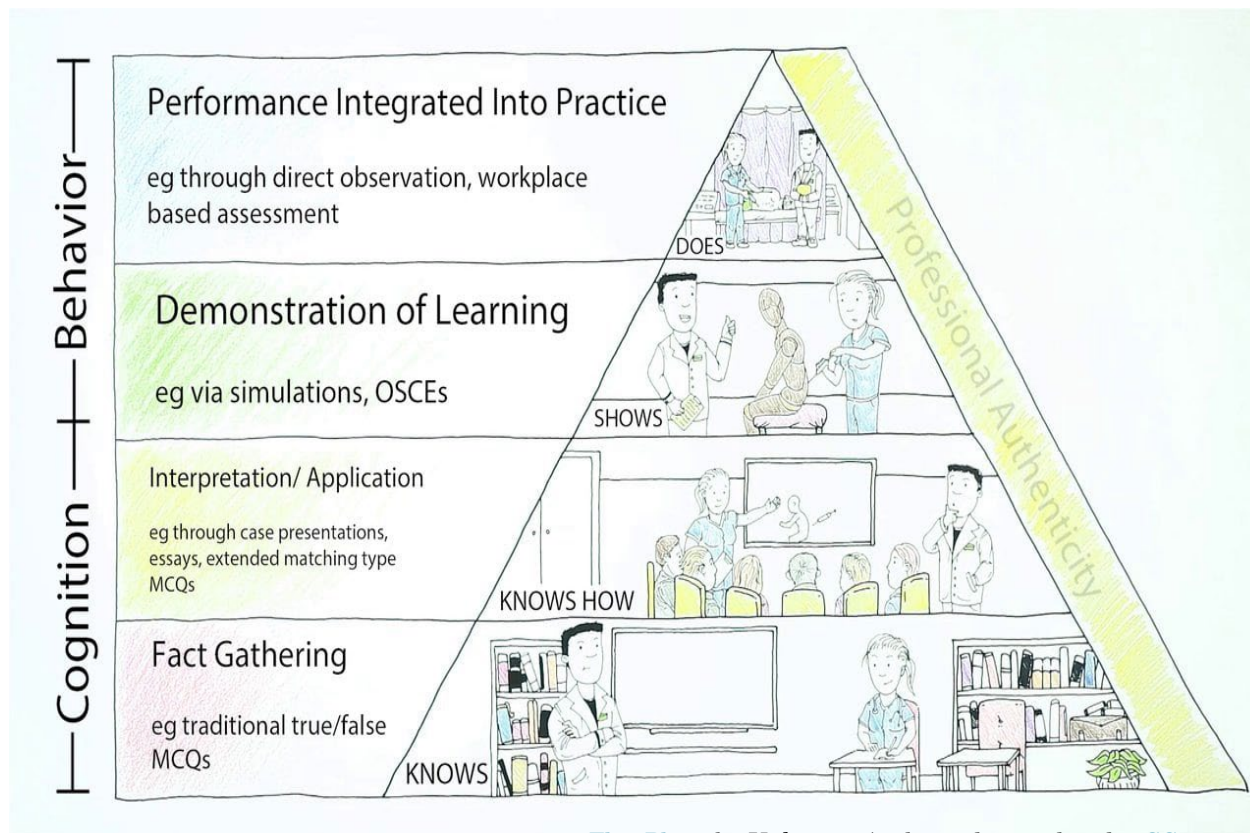 Behavior
Cognition
Performance Integrated Into Practice
eg through direct observation, workplace
based assessment
DOES
Demonstration of Learning
eg via simulations, OSCEs
SHOWS
Interpretation/ Application
eg through case presentations,
essays, extended matching type
MCQs
KNOWS HOW
Fact Gathering
eg traditional true/false
MCQs
KNOWS
Professional Authenticity